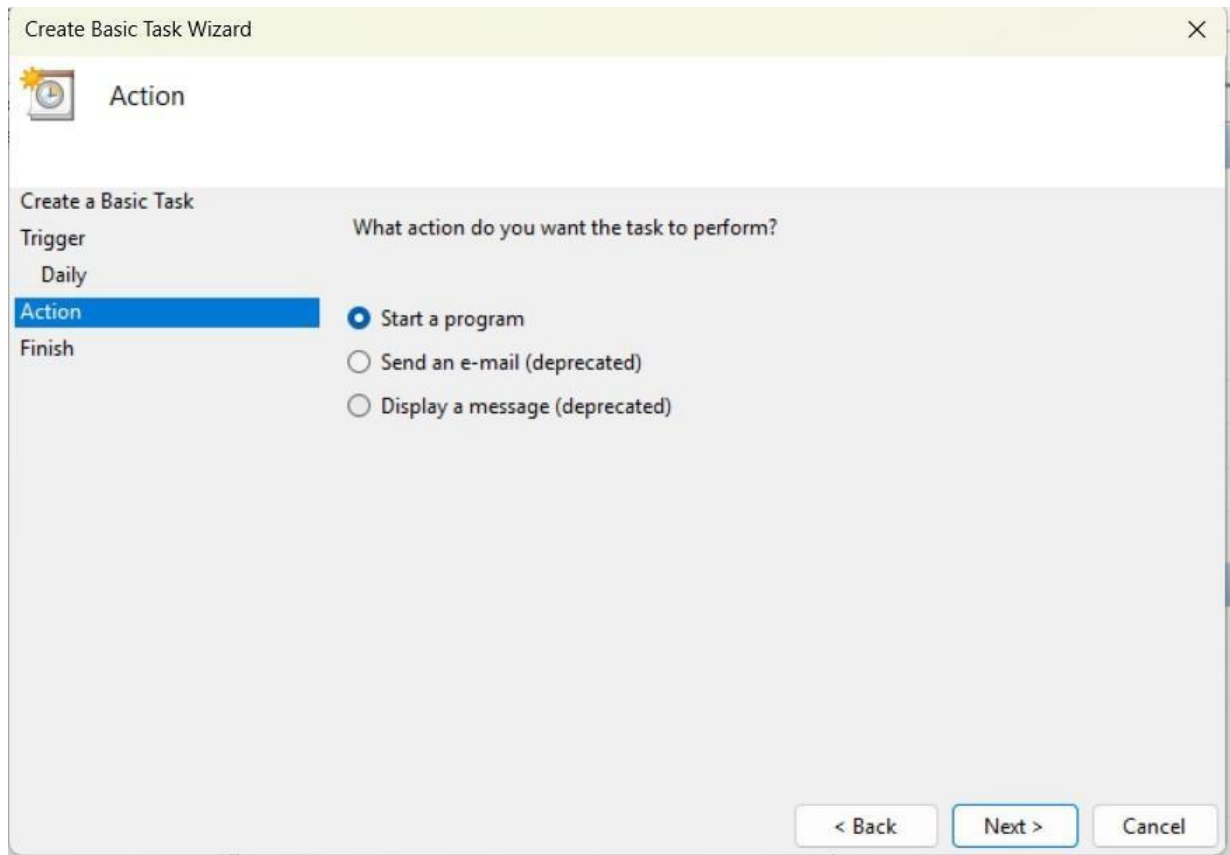 Create Basic Task Wizard
Action
Create a Basic Task
Trigger
Daily
Action
Finish
What action do you want the task to perform?
Start a program
Send an e-mail (deprecated)
Display a message (deprecated)
< Back
Next >
Cancel